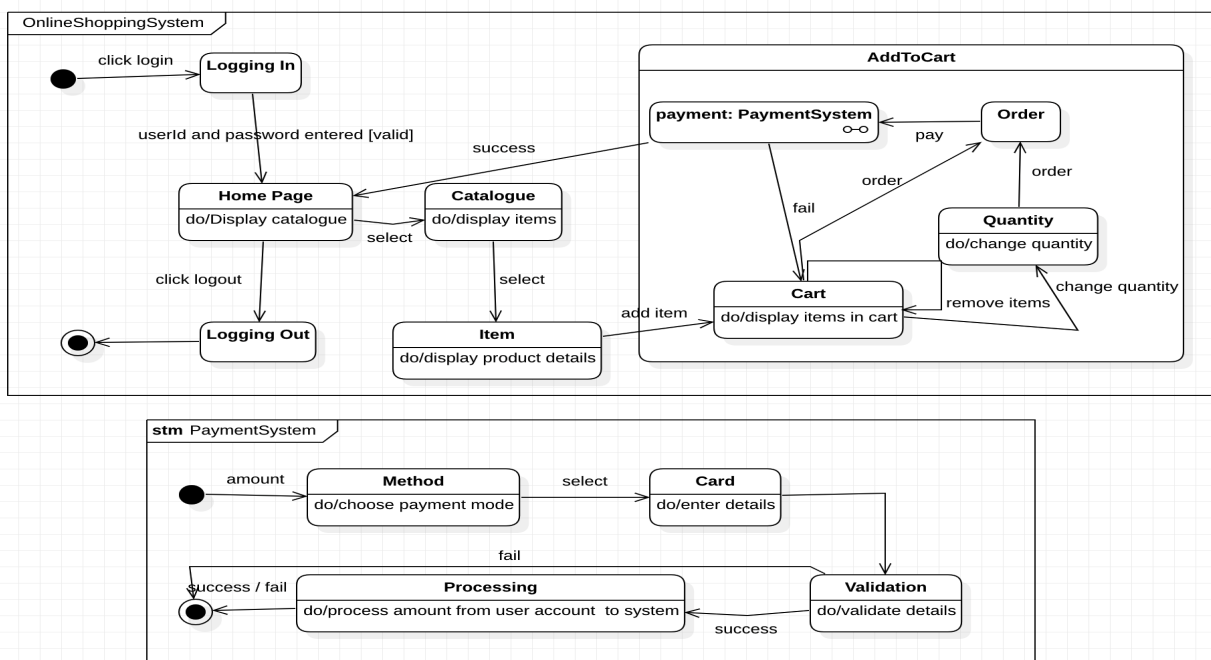 OnlineShoppingSystem
click login
Logging In
userId and password entered [valid]
Home Page
do/Display catalogue
select
Catalogue
do/display items
success
click logout
select
Logging Out
Item
do/display product details
add item
AddToCart
payment: PaymentSystem
pay
Order
order
order
fail
Quantity
do/change quantity
change quantity
Cart
do/display items in cart
remove items
stm PaymentSystem
amount
Method
do/choose payment mode
select
Card
do/enter details
fail
success / fail
Processing
do/process amount from user account to system
success
Validation
do/validate details